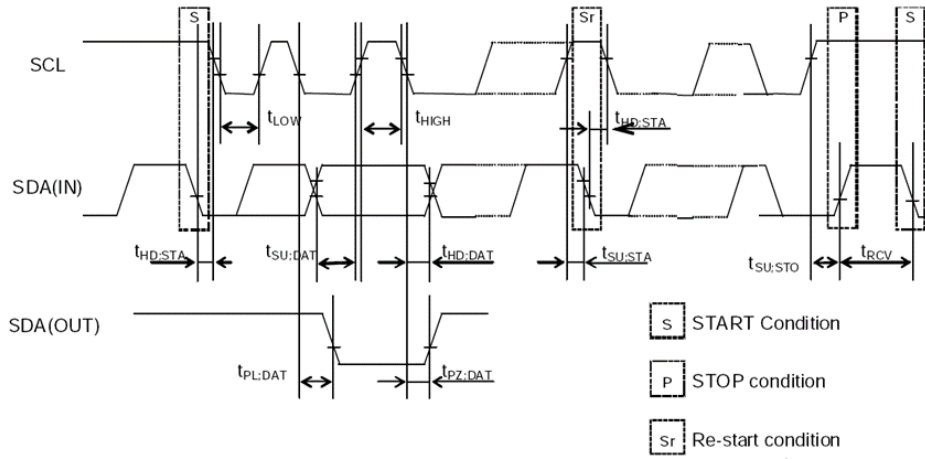 S Sr P S
SCL
tLOW tHIGH tHD;STA
SDA(IN)
tHD;STA tSU;DAT tHD;DAT tSU;STA tSU;STO tRCV
SDA(OUT)
S START Condition
tPL;DAT tPZ;DAT
P STOP condition
Sr Re-start condition